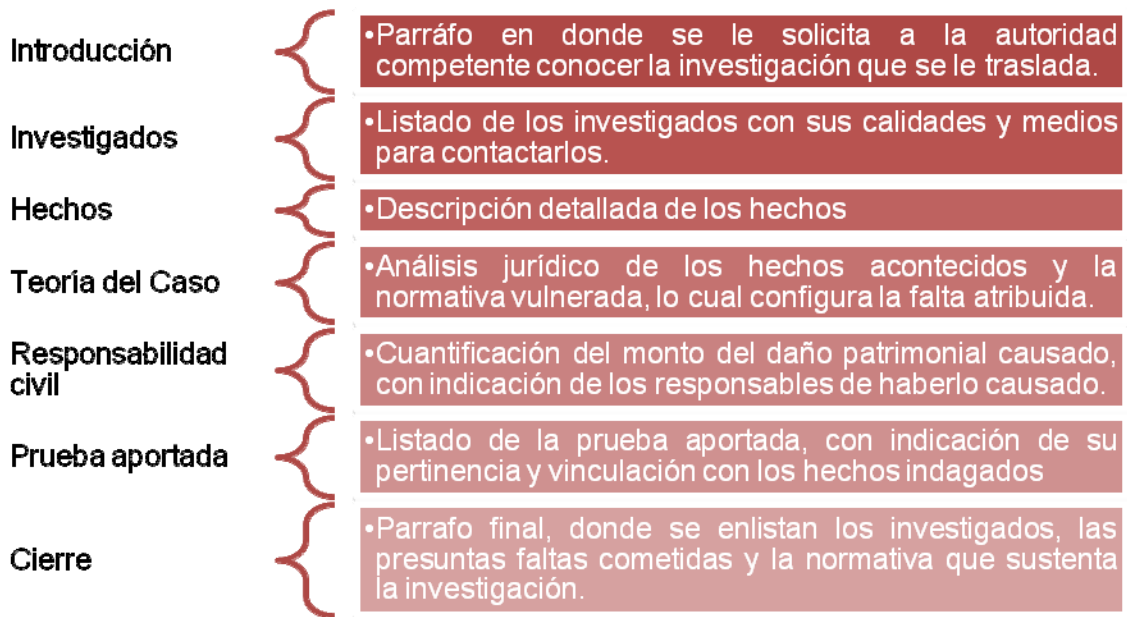 Introducción
•Parráfo en donde se le solicita a la autoridad
competente conocer la investigación que se le traslada.
Investigados
•Listado de los investigados con sus calidades y medios
para contactarlos.
Hechos
•Descripción detallada de los hechos
Teoría del Caso
•Análisis jurídico de los hechos acontecidos y la
normativa vulnerada, lo cual configura la falta atribuida.
Responsabilidad
civil
•Cuantificación del monto del daño patrimonial causado,
con indicación de los responsables de haberlo causado.
Prueba aportada
•Listado de la prueba aportada, con indicación de su
pertinencia y vinculación con los hechos indagados
Cierre
•Parrafo final, donde se enlistan los investigados, las
presuntas faltas cometidas y la normativa que sustenta
la investigación.